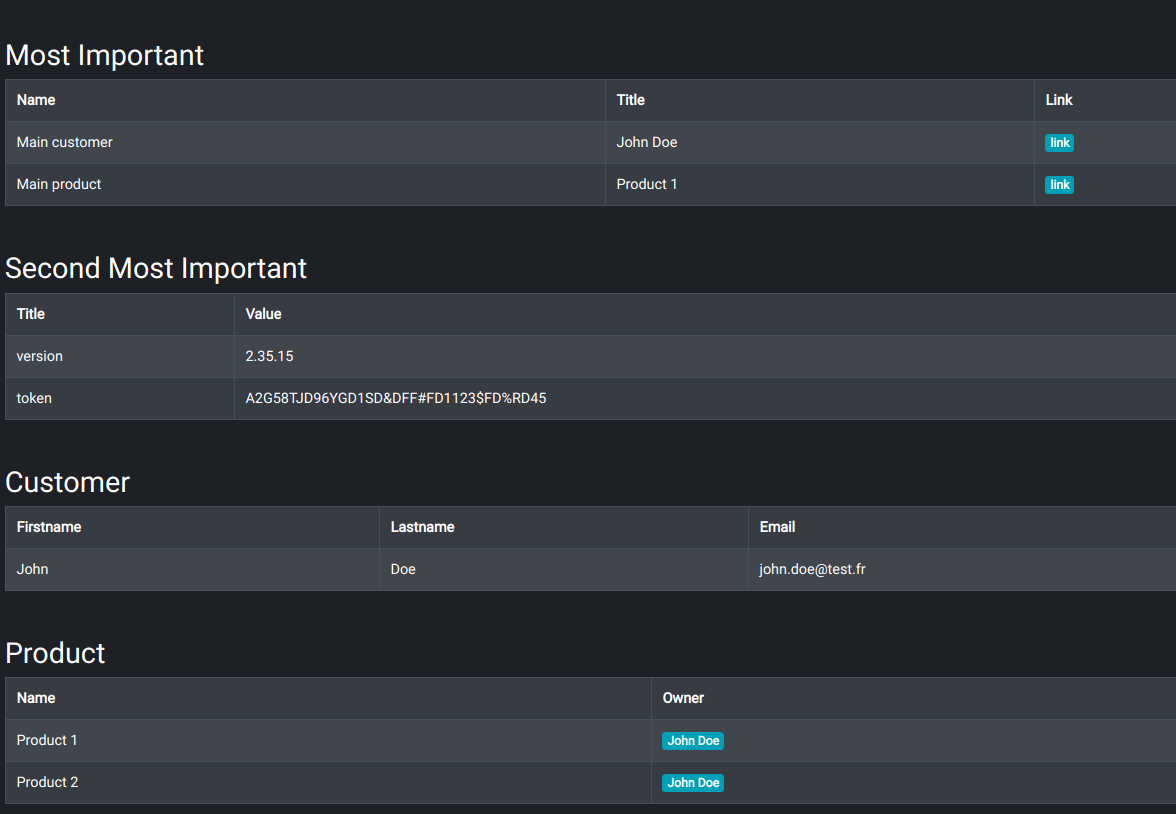 Most Important
Name Title Link
Main customer John Doe link
Main product Product 1 link
Second Most Important
Title Value
version 2.35.15
token A2G58TJD96YGD1SD&DFF#FD1123$FD%RD45
Customer
Firstname Lastname Email
John Doe john.doe@test.fr
Product
Name Owner
Product 1 John Doe
Product 2 John Doe